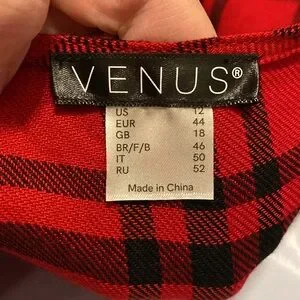 VENUS®
US 12
EUR 44
GB 18
BR/F/B 46
IT 50
RU 52
Made in China